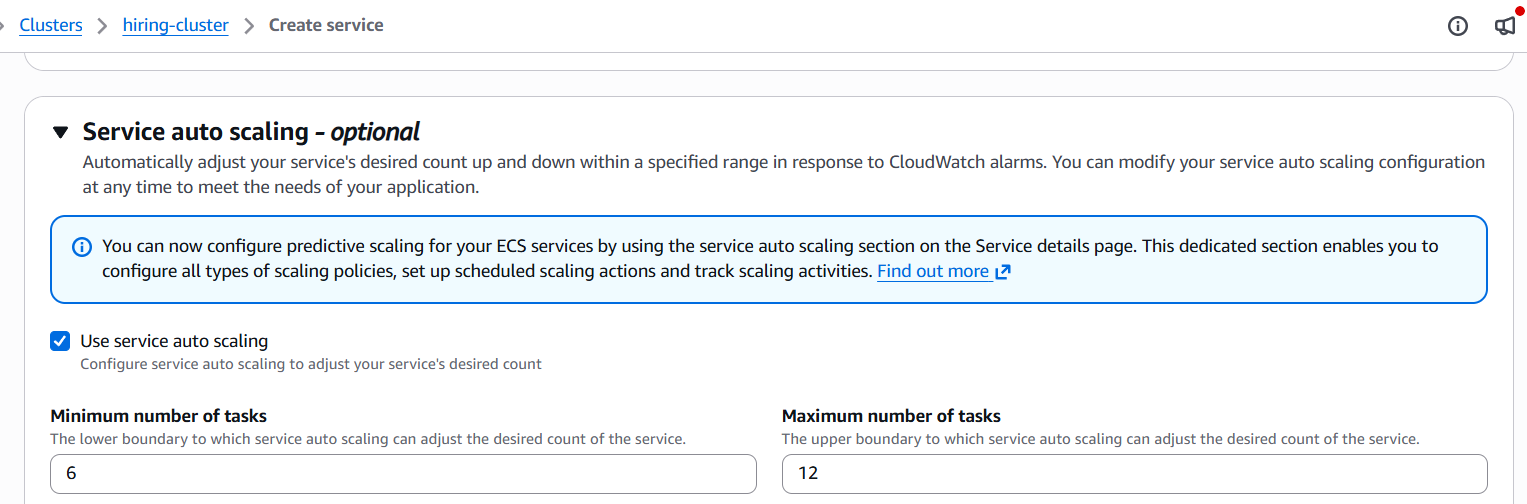 Clusters > hiring-cluster > Create service
Service auto scaling - optional
Automatically adjust your service's desired count up and down within a specified range in response to CloudWatch alarms. You can modify your service auto scaling configuration
at any time to meet the needs of your application.
You can now configure predictive scaling for your ECS services by using the service auto scaling section on the Service details page. This dedicated section enables you to
configure all types of scaling policies, set up scheduled scaling actions and track scaling activities. Find out more
Use service auto scaling
Configure service auto scaling to adjust your service's desired count
Minimum number of tasks
The lower boundary to which service auto scaling can adjust the desired count of the service.
6
Maximum number of tasks
The upper boundary to which service auto scaling can adjust the desired count of the service.
12